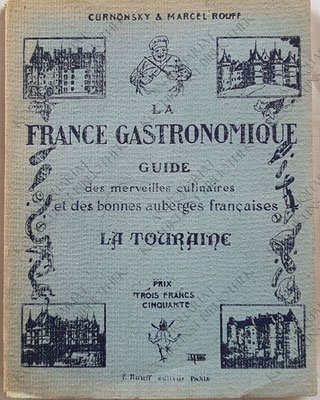 CURNONSKY & MARCEL ROUFF
LA
FRANCE GASTRONOMIQUE
GUIDE
des merveilles culinaires
et des bonnes auberges françaises
LA TOURAINE
PRIX
TROIS FRANCS
CINQUANTE
F. Rouff editeur PARIS